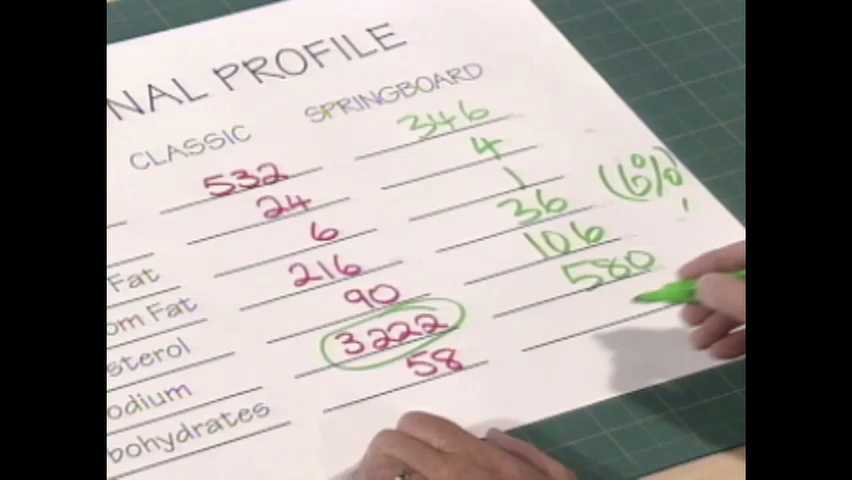 NAL PROFILE
CLASSIC SPRINGBOARD
532 346
24 4
Fat 6 1
om Fat 216 36
sterol 90 106
odium 3222 580
bohydrates 58